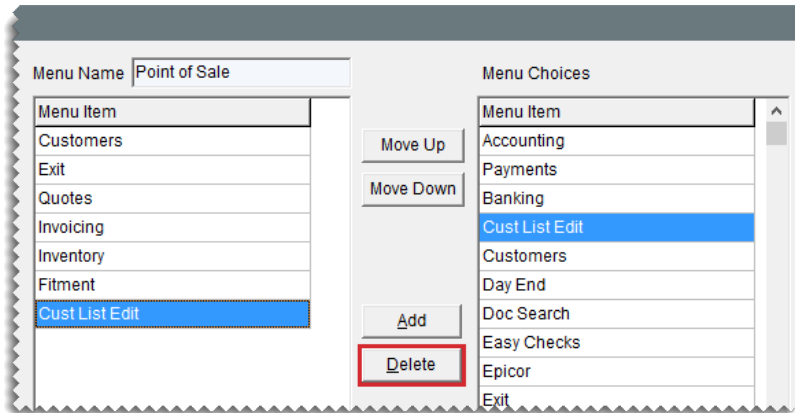 Menu Name Point of Sale
Menu Item
Customers
Exit
Quotes
Invoicing
Inventory
Fitment
Cust List Edit
Move Up
Move Down
Add
Delete
Menu Choices
Menu Item
Accounting
Payments
Banking
Cust List Edit
Customers
Day End
Doc Search
Easy Checks
Epicor
Exit